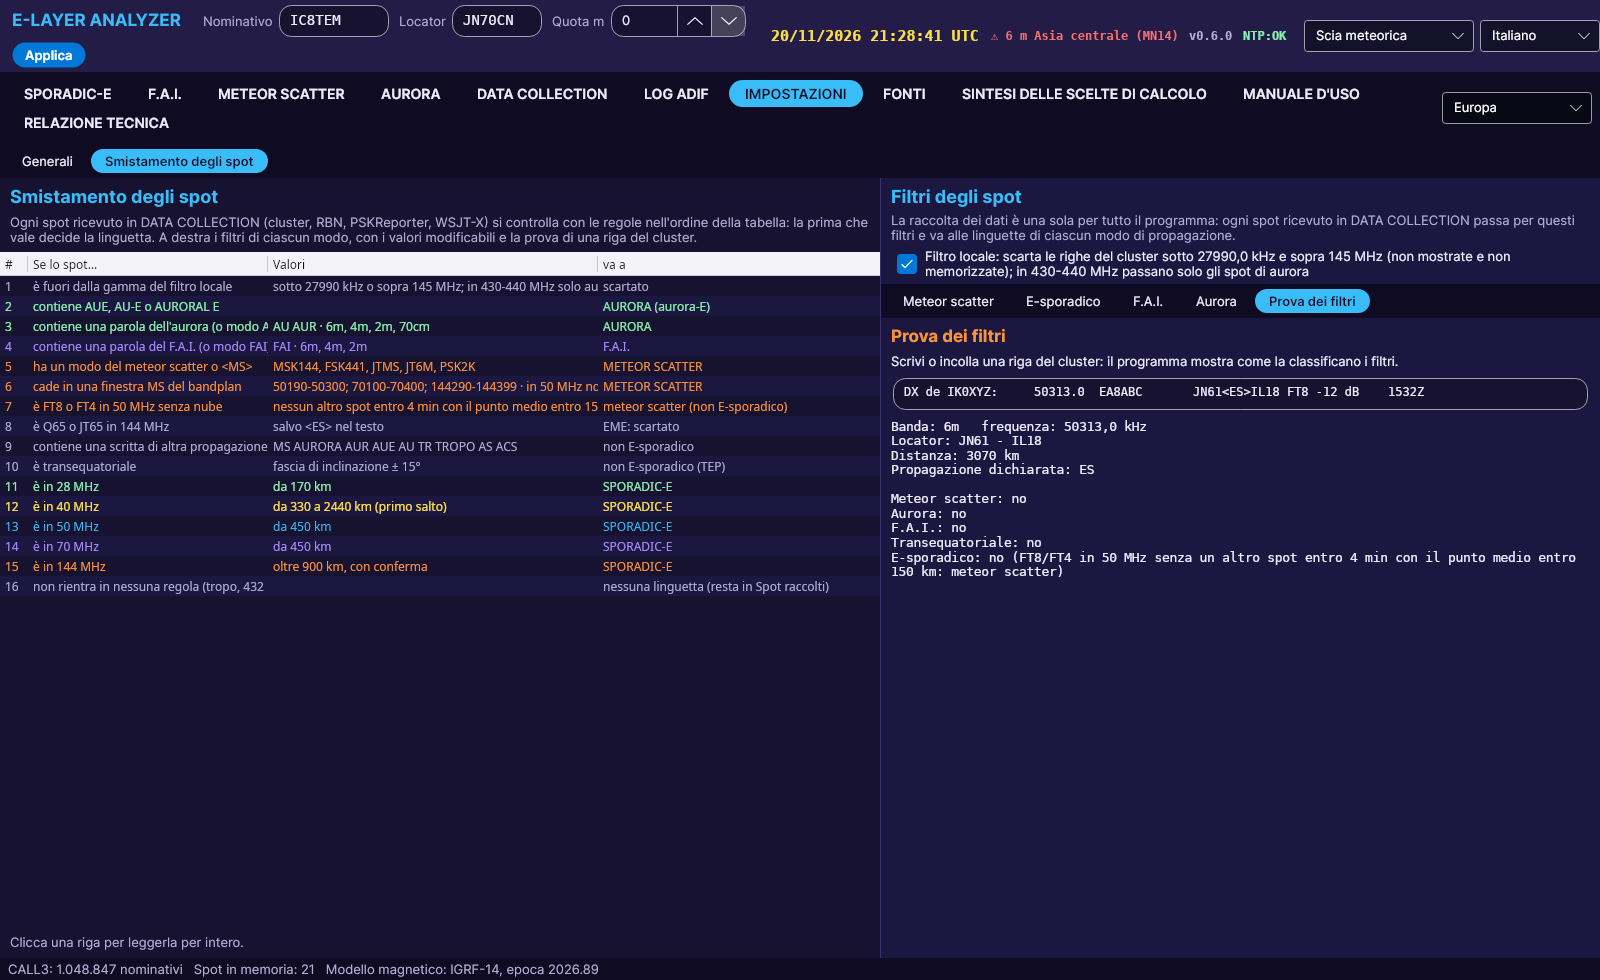 E-LAYER ANALYZER
Nominativo IC8TEM Locator JN70CN Quota m 0
20/11/2026 21:28:41 UTC ⚠ 6 m Asia centrale (MN14) v0.6.0 NTP:OK
Scia meteorica
Italiano
Applica
SPORADIC-E F.A.I. METEOR SCATTER AURORA DATA COLLECTION LOG ADIF IMPOSTAZIONI FONTI SINTESI DELLE SCELTE DI CALCOLO MANUALE D'USO
RELAZIONE TECNICA
Europa
Generali Smistamento degli spot
Smistamento degli spot
Ogni spot ricevuto in DATA COLLECTION (cluster, RBN, PSKReporter, WSJT-X) si controlla con le regole nell'ordine della tabella: la prima che
vale decide la linguetta. A destra i filtri di ciascun modo, con i valori modificabili e la prova di una riga del cluster.
# Se lo spot... Valori va a
1 è fuori dalla gamma del filtro locale sotto 27990 kHz o sopra 145 MHz; in 430-440 MHz solo au scartato
2 contiene AUE, AU-E o AURORAL E AURORA (aurora-E)
3 contiene una parola dell'aurora (o modo A AU AUR · 6m, 4m, 2m, 70cm AURORA
4 contiene una parola del F.A.I. (o modo FAI FAI · 6m, 4m, 2m F.A.I.
5 ha un modo del meteor scatter o <MS> MSK144, FSK441, JTMS, JT6M, PSK2K METEOR SCATTER
6 cade in una finestra MS del bandplan 50190-50300; 70100-70400; 144290-144399 · in 50 MHz nc METEOR SCATTER
7 è FT8 o FT4 in 50 MHz senza nube nessun altro spot entro 4 min con il punto medio entro 15 meteor scatter (non E-sporadico)
8 è Q65 o JT65 in 144 MHz salvo <ES> nel testo EME: scartato
9 contiene una scritta di altra propagazione MS AURORA AUR AUE AU TR TROPO AS ACS non E-sporadico
10 è transequatoriale fascia di inclinazione ± 15° non E-sporadico (TEP)
11 è in 28 MHz da 170 km SPORADIC-E
12 è in 40 MHz da 330 a 2440 km (primo salto) SPORADIC-E
13 è in 50 MHz da 450 km SPORADIC-E
14 è in 70 MHz da 450 km SPORADIC-E
15 è in 144 MHz oltre 900 km, con conferma SPORADIC-E
16 non rientra in nessuna regola (tropo, 432 nessuna linguetta (resta in Spot raccolti)
Clicca una riga per leggerla per intero.
Filtri degli spot
La raccolta dei dati è una sola per tutto il programma: ogni spot ricevuto in DATA COLLECTION passa per questi
filtri e va alle linguette di ciascun modo di propagazione.
Filtro locale: scarta le righe del cluster sotto 27990,0 kHz e sopra 145 MHz (non mostrate e non
memorizzate); in 430-440 MHz passano solo gli spot di aurora
Meteor scatter E-sporadico F.A.I. Aurora Prova dei filtri
Prova dei filtri
Scrivi o incolla una riga del cluster: il programma mostra come la classificano i filtri.
DX de IK0XYZ: 50313.0 EA8ABC JN61<ES>IL18 FT8 -12 dB 1532Z
Banda: 6m frequenza: 50313,0 kHz
Locator: JN61 - IL18
Distanza: 3070 km
Propagazione dichiarata: ES
Meteor scatter: no
Aurora: no
F.A.I.: no
Transequatoriale: no
E-sporadico: no (FT8/FT4 in 50 MHz senza un altro spot entro 4 min con il punto medio entro
150 km: meteor scatter)
CALL3: 1.048.847 nominativi Spot in memoria: 21 Modello magnetico: IGRF-14, epoca 2026.89